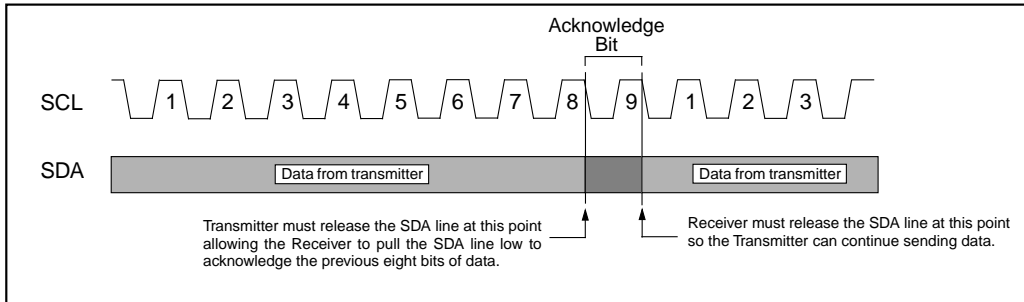 Acknowledge
Bit
SCL
1 2 3 4 5 6 7 8 9 1 2 3
SDA
Data from transmitter
Data from transmitter
Transmitter must release the SDA line at this point
allowing the Receiver to pull the SDA line low to
acknowledge the previous eight bits of data.
Receiver must release the SDA line at this point
so the Transmitter can continue sending data.